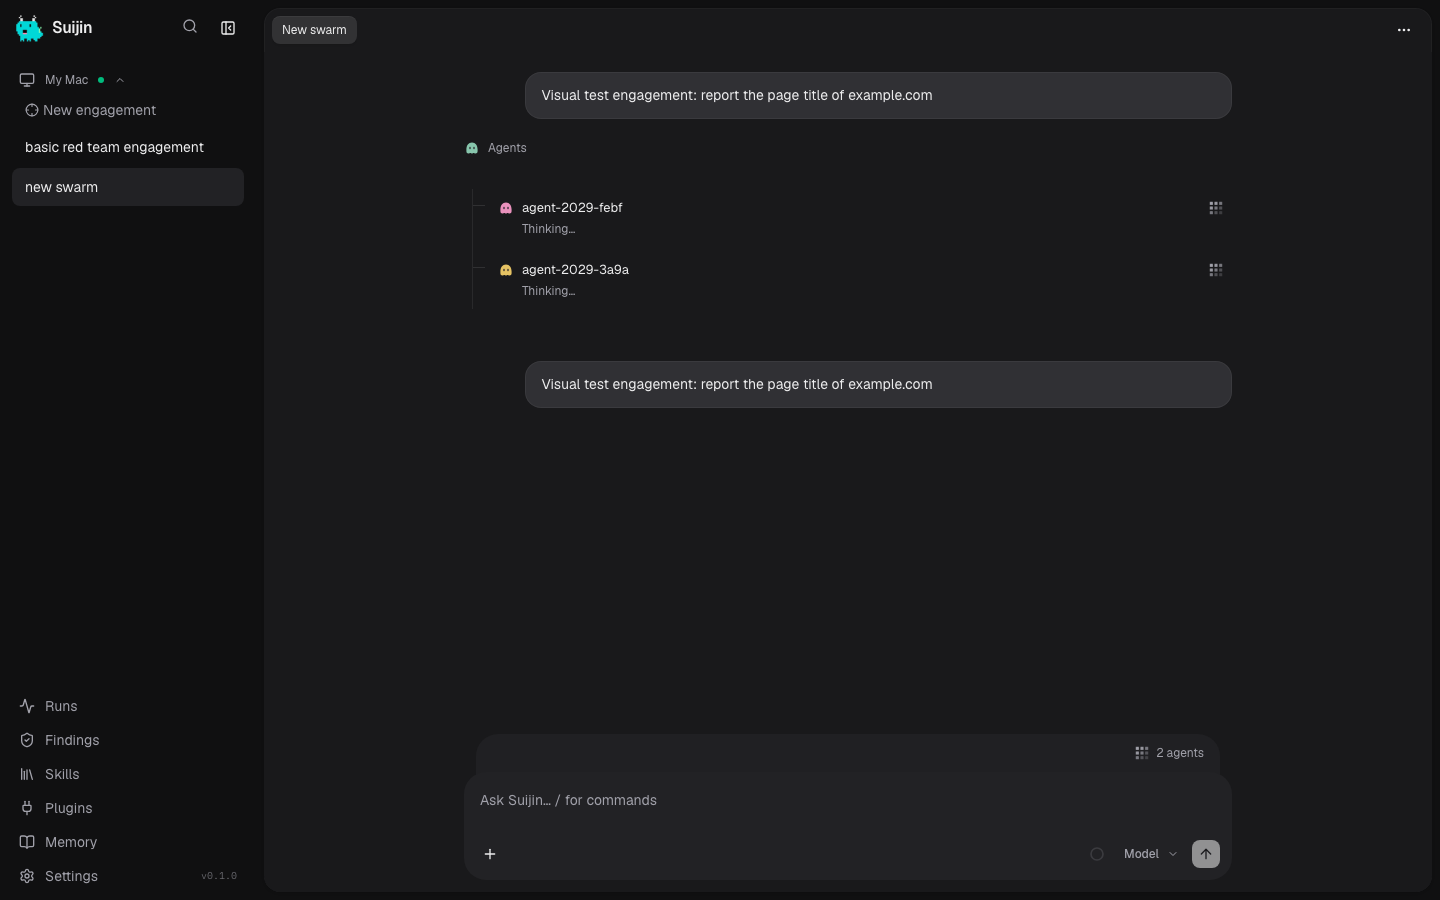 Suijin
New swarm
My Mac
New engagement
basic red team engagement
new swarm
Visual test engagement: report the page title of example.com
Agents
agent-2029-febf
Thinking...
agent-2029-3a9a
Thinking...
Visual test engagement: report the page title of example.com
2 agents
Ask Suijin... / for commands
Model
Runs
Findings
Skills
Plugins
Memory
Settings
v0.1.0